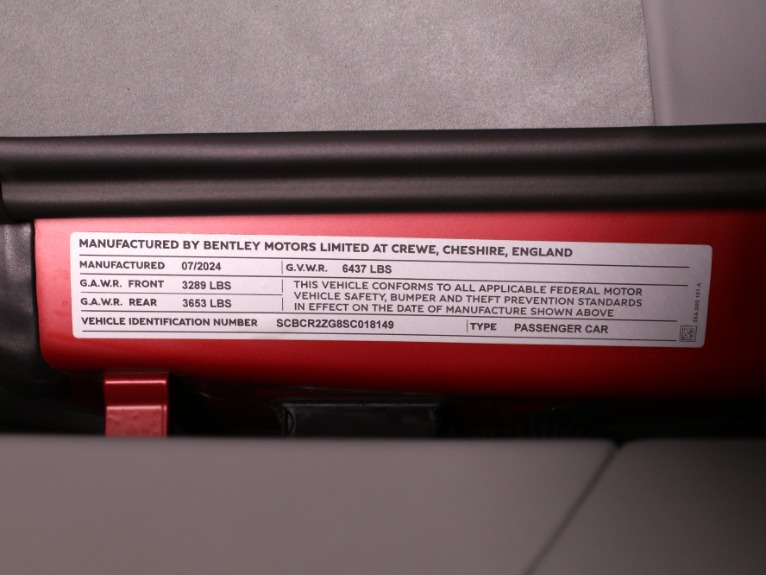 MANUFACTURED BY BENTLEY MOTORS LIMITED AT CREWE, CHESHIRE, ENGLAND
MANUFACTURED 07/2024 G.V.W.R. 6437 LBS
G.A.W.R. FRONT 3289 LBS
G.A.W.R. REAR 3653 LBS
THIS VEHICLE CONFORMS TO ALL APPLICABLE FEDERAL MOTOR
VEHICLE SAFETY, BUMPER AND THEFT PREVENTION STANDARDS
IN EFFECT ON THE DATE OF MANUFACTURE SHOWN ABOVE
VEHICLE IDENTIFICATION NUMBER SCBCR2ZG8SC018149 TYPE PASSENGER CAR